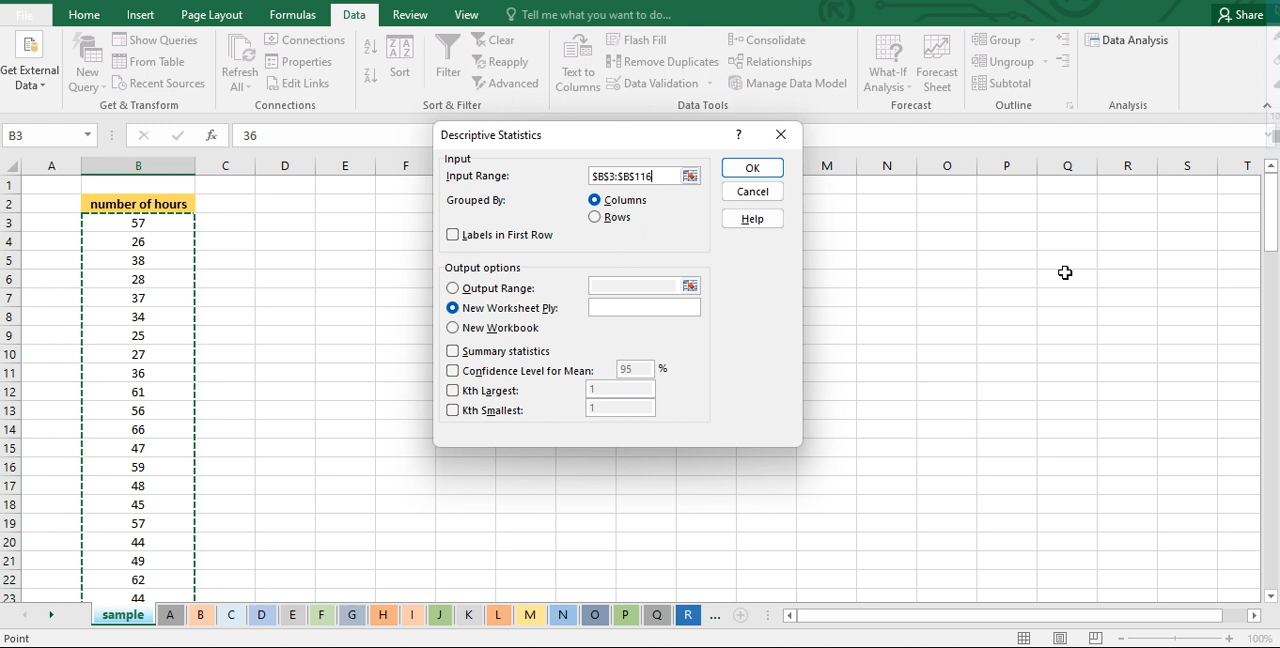 File Home Insert Page Layout Formulas Data Review View Tell me what you want to do... Share
Get External Data
New Query
Show Queries
From Table
Recent Sources
Get & Transform
Refresh All
Connections
Properties
Edit Links
Connections
Sort
Filter
Clear
Reapply
Advanced
Sort & Filter
Text to Columns
Flash Fill
Remove Duplicates
Data Validation
Consolidate
Relationships
Manage Data Model
Data Tools
What-If Analysis
Forecast Sheet
Forecast
Group
Ungroup
Subtotal
Outline
Data Analysis
Analysis
B3 fx 36
A B C D E F M N O P Q R S T
1
2 number of hours
3 57
4 26
5 38
6 28
7 37
8 34
9 25
10 27
11 36
12 61
13 56
14 66
15 47
16 59
17 48
18 45
19 57
20 44
21 49
22 62
23 44
Descriptive Statistics ? 
Input
Input Range: $B$3:$B$116
Grouped By: Columns
Rows
Labels in First Row
OK
Cancel
Help
Output options
Output Range:
New Worksheet Ply:
New Workbook
Summary statistics
Confidence Level for Mean: 95 %
Kth Largest: 1
Kth Smallest: 1
sample A B C D E F G H I J K L M N O P Q R ...
Point 100%